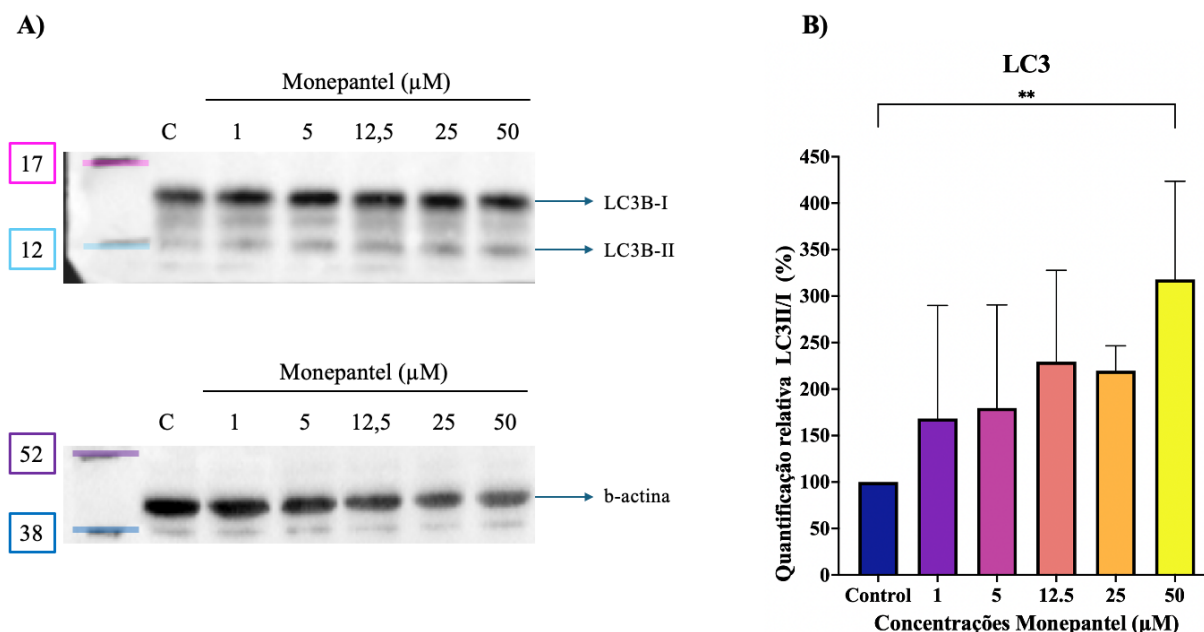 A)
Monepantel (µM)
C 1 5 12,5 25 50
17
LC3B-I
12
LC3B-II
Monepantel (µM)
C 1 5 12,5 25 50
52
b-actina
38
B)
LC3
**
Quantificação relativa LC3II/I (%)
450
400
350
300
250
200
150
100
50
0
Control 1 5 12.5 25 50
Concentrações Monepantel (µM)